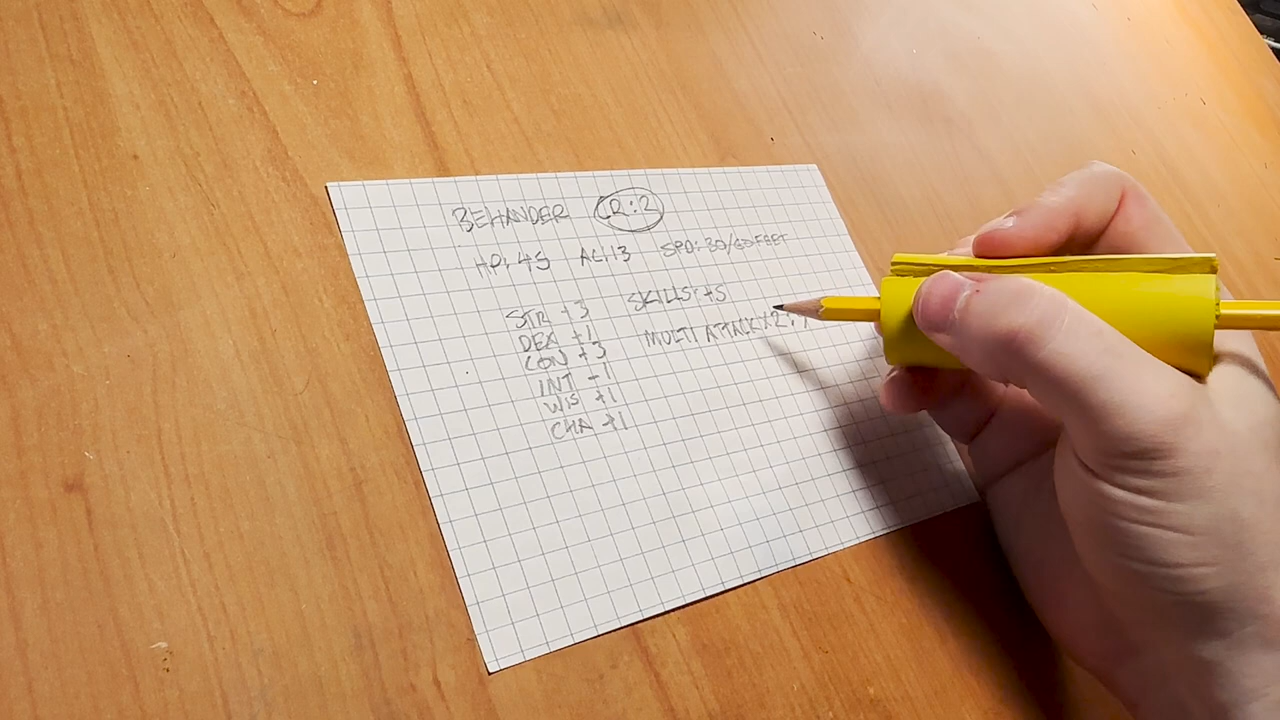 BEHANDER CR:2
HP: 45 AC:13 SPD: 30/60 FEET
STR +3
DEX +1
CON +3
INT -1
WIS +1
CHA +1
SKILLS: +5
MULTI ATTACK x2: